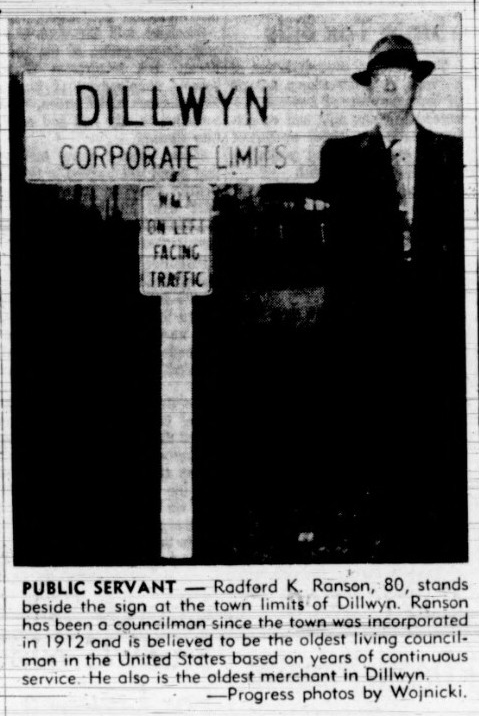 DILLWYN
CORPORATE LIMITS
WALK
ON LEFT
FACING
TRAFFIC
PUBLIC SERVANT — Radford K. Ranson, 80, stands
beside the sign at the town limits of Dillwyn. Ranson
has been a councilman since the town was incorporated
in 1912 and is believed to be the oldest living council-
man in the United States based on years of continuous
service. He also is the oldest merchant in Dillwyn.
—Progress photos by Wojnicki.